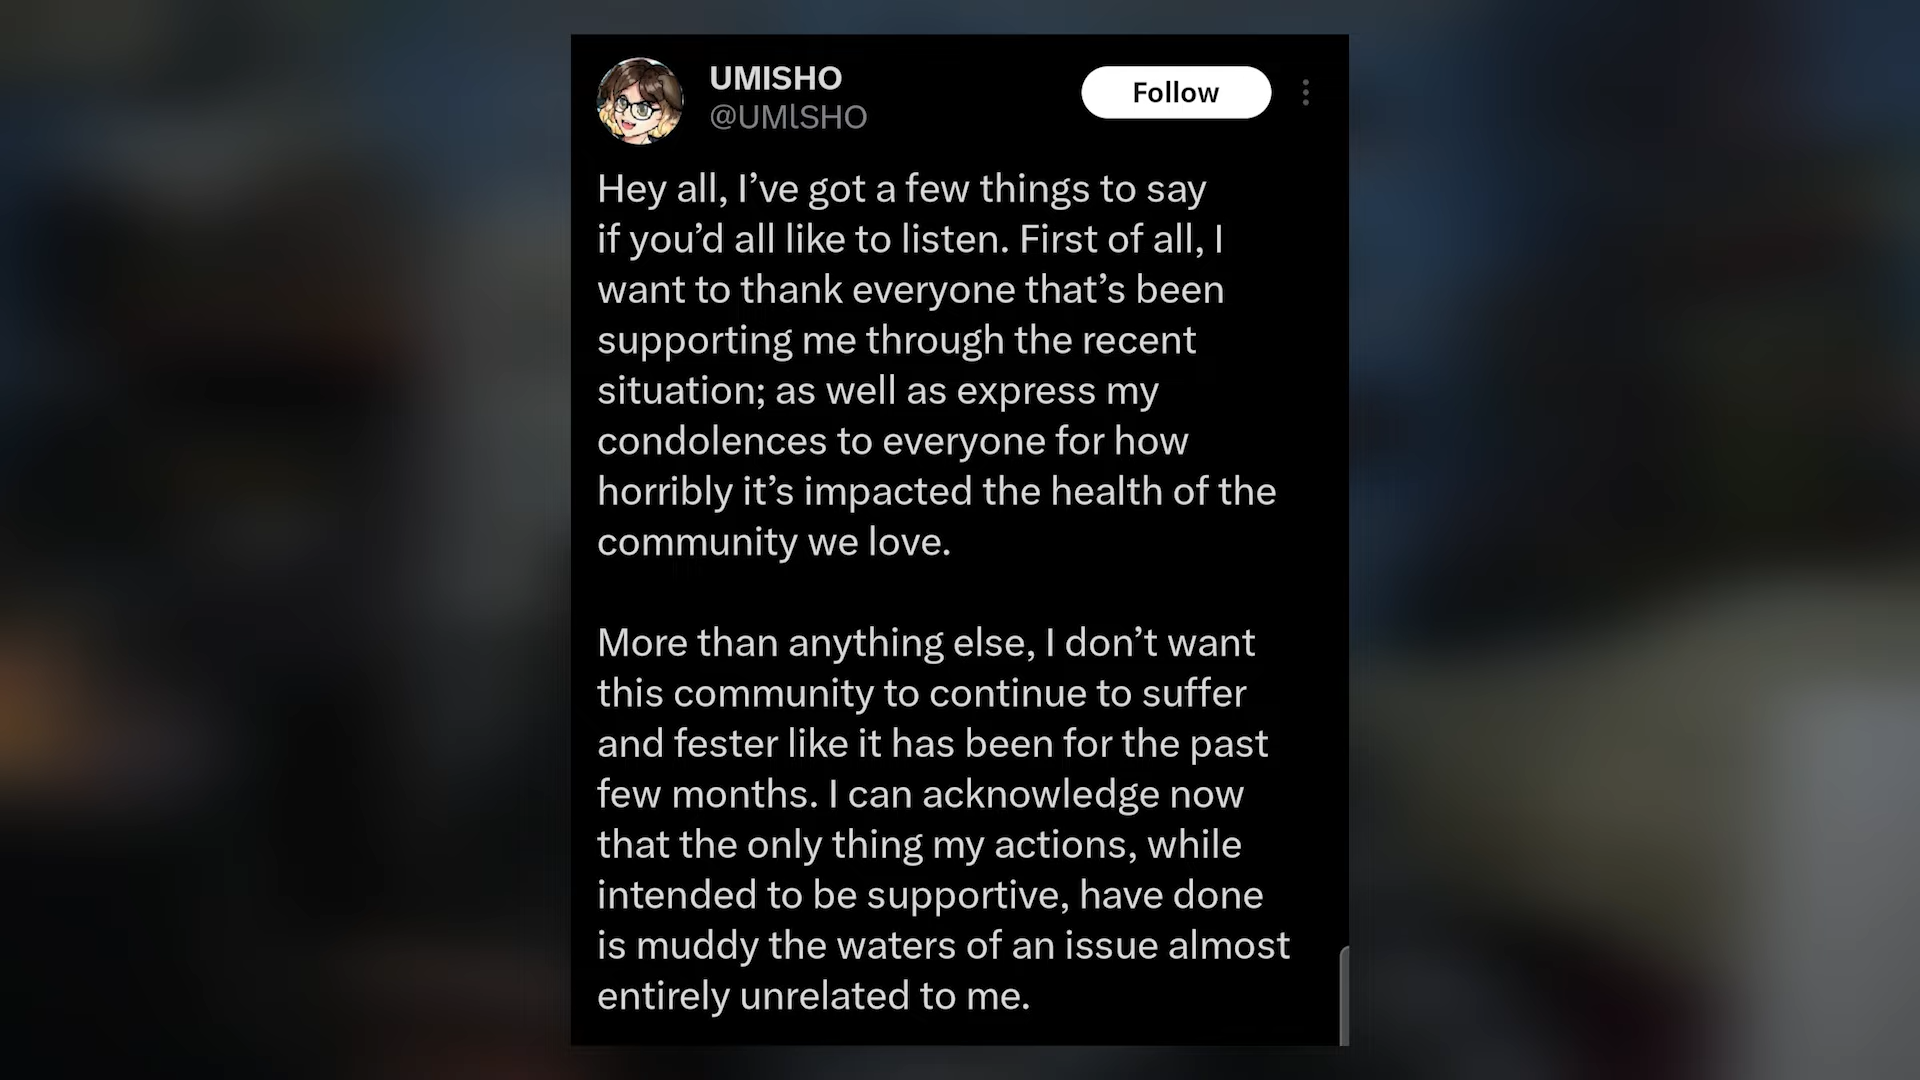 UMISHO
@UMlSHO
Follow
Hey all, I’ve got a few things to say
if you’d all like to listen. First of all, I
want to thank everyone that’s been
supporting me through the recent
situation; as well as express my
condolences to everyone for how
horribly it’s impacted the health of the
community we love.
More than anything else, I don’t want
this community to continue to suffer
and fester like it has been for the past
few months. I can acknowledge now
that the only thing my actions, while
intended to be supportive, have done
is muddy the waters of an issue almost
entirely unrelated to me.